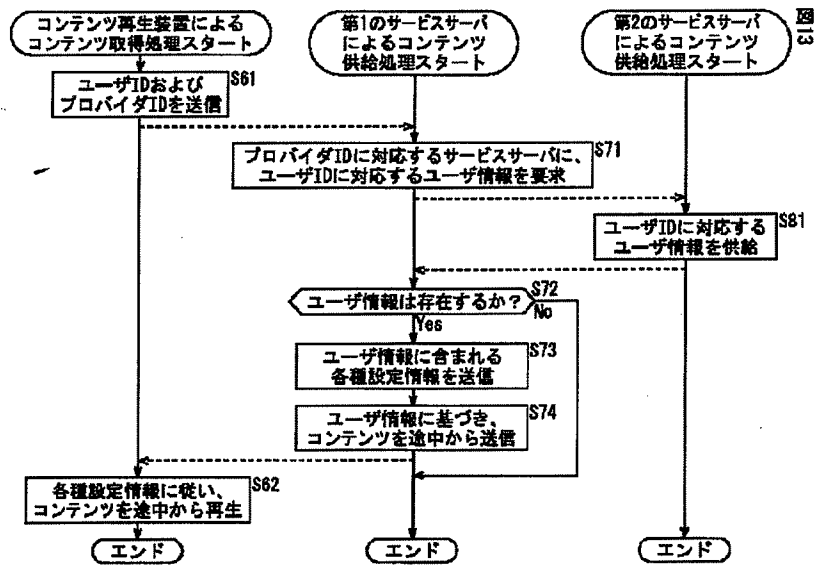 図13
コンテンツ再生装置による
コンテンツ取得処理スタート
第1のサービスサーバ
によるコンテンツ
供給処理スタート
第2のサービスサーバ
によるコンテンツ
供給処理スタート
S61
ユーザIDおよび
プロバイダIDを送信
S71
プロバイダIDに対応するサービスサーバに、
ユーザIDに対応するユーザ情報を要求
S81
ユーザIDに対応する
ユーザ情報を供給
S72
ユーザ情報は存在するか?
No
Yes
S73
ユーザ情報に含まれる
各種設定情報を送信
S74
ユーザ情報に基づき、
コンテンツを途中から送信
S62
各種設定情報に従い、
コンテンツを途中から再生
エンド
エンド
エンド